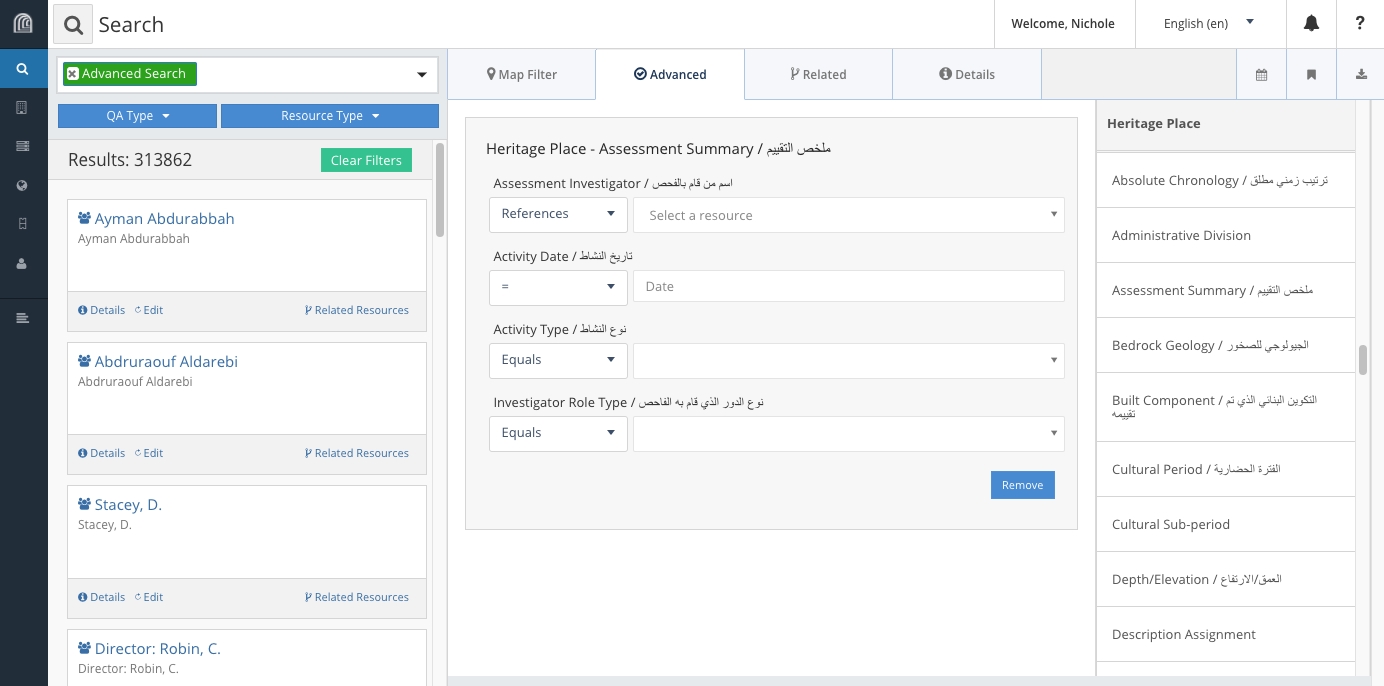 Search
Welcome, Nichole
English (en)
?
Advanced Search
Map Filter
Advanced
Related
Details
QA Type
Resource Type
Results: 313862
Clear Filters
Ayman Abdurabbah
Ayman Abdurabbah
Details Edit Related Resources
Abdruraouf Aldarebi
Abdruraouf Aldarebi
Details Edit Related Resources
Stacey, D.
Stacey, D.
Details Edit Related Resources
Director: Robin, C.
Director: Robin, C.
Heritage Place - Assessment Summary / ملخص التقييم
Assessment Investigator / اسم من قام بالفحص
References Select a resource
Activity Date / تاريخ النشاط
= Date
Activity Type / نوع النشاط
Equals
Investigator Role Type / نوع الدور الذي قام به الفاحص
Equals
Remove
Heritage Place
Absolute Chronology / ترتيب زمني مطلق
Administrative Division
Assessment Summary / ملخص التقييم
Bedrock Geology / الجيولوجي للصخور
Built Component / التكوين البنائي الذي تم
تقييمه
Cultural Period / الفترة الحضارية
Cultural Sub-period
Depth/Elevation / العمق/الارتفاع
Description Assignment